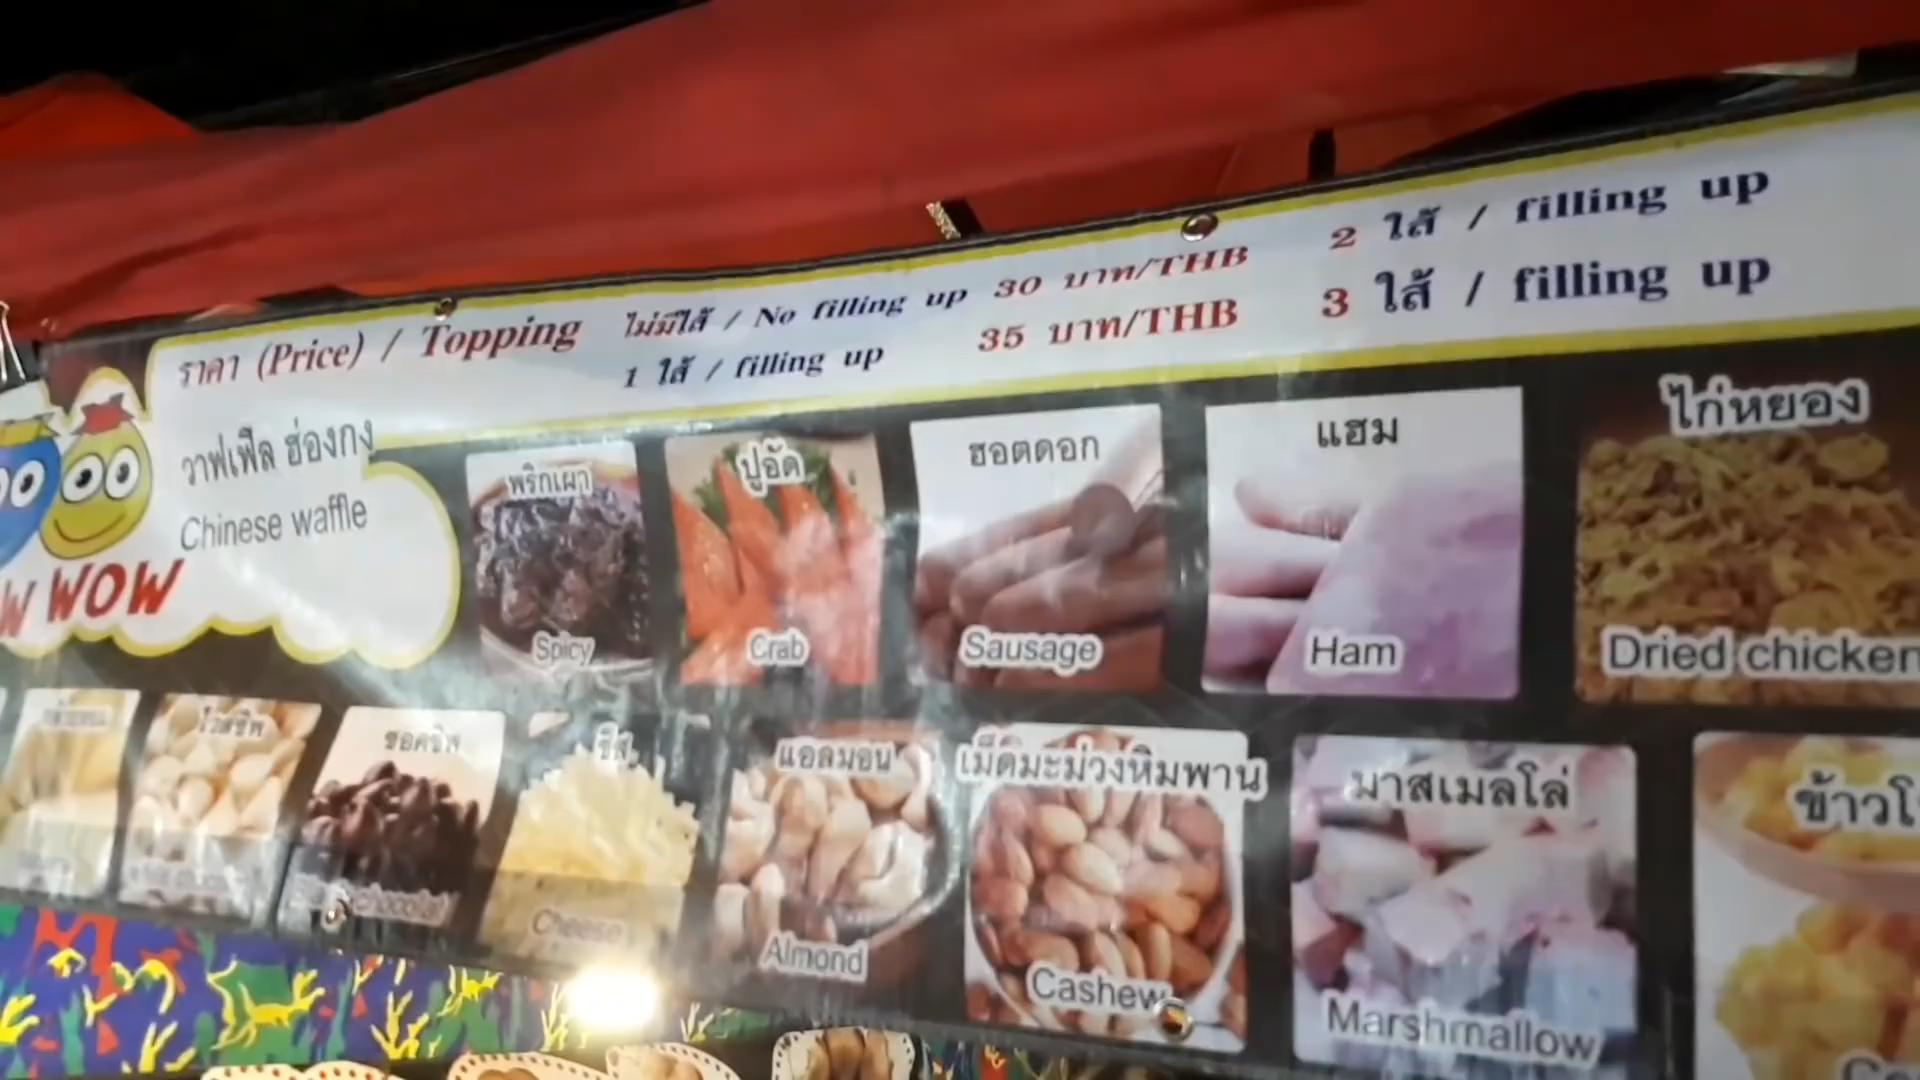 ราคา (Price) / Topping
ไม่มีไส้ / No filling up 30 บาท/THB
1 ไส้ / filling up 35 บาท/THB
2 ไส้ / filling up
3 ไส้ / filling up
วาฟเฟิล ฮ่องกง
Chinese waffle
WOW
พริกเผา
Spicy
ปูอัด
Crab
ฮอตดอก
Sausage
แฮม
Ham
ไก่หยอง
Dried chicken
ไวสชิพ
ชอคชิพ
chocolat
ชีส
Cheese
แอลมอน
Almond
เม็ดมะม่วงหิมพาน
Cashew
มาสเมลโล่
Marshmallow